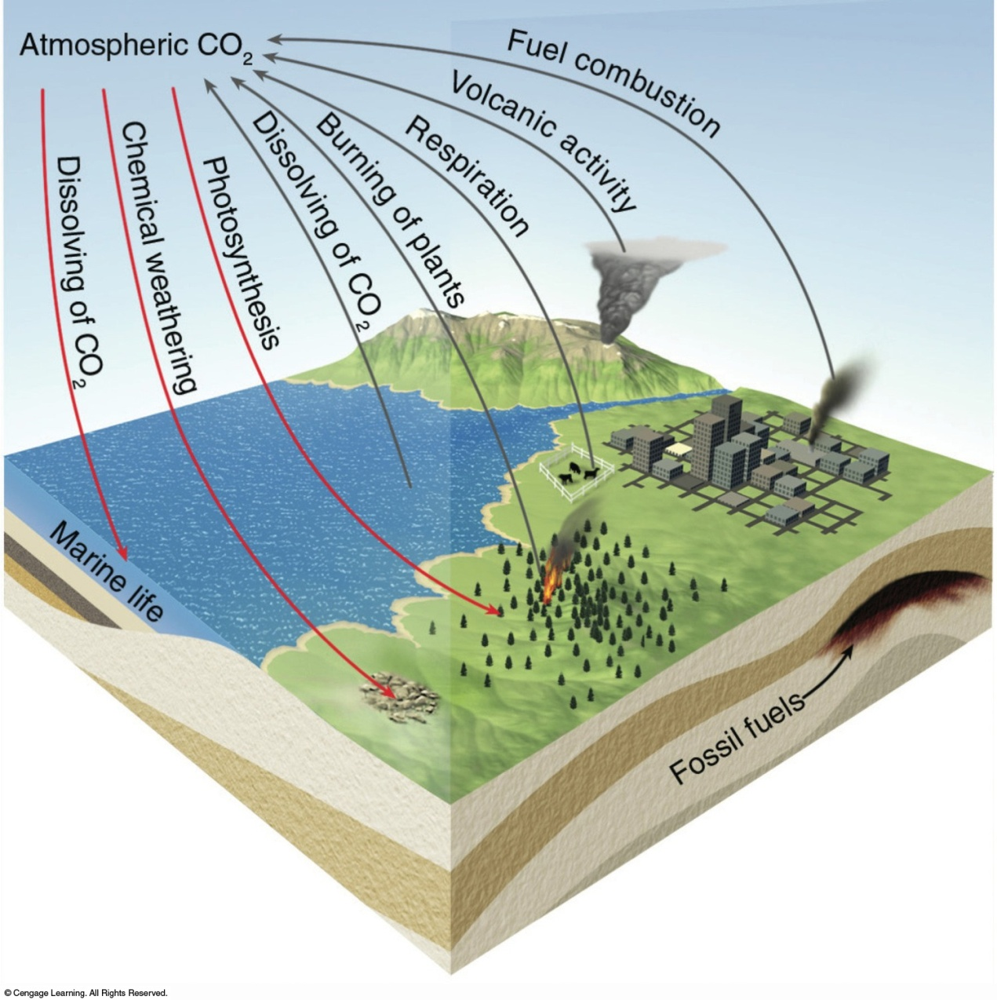 Atmospheric CO₂
Fuel combustion
Volcanic activity
Respiration
Burning of plants
Dissolving of CO₂
Photosynthesis
Chemical weathering
Dissolving of CO₂
Marine life
Fossil fuels
© Cengage Learning. All Rights Reserved.